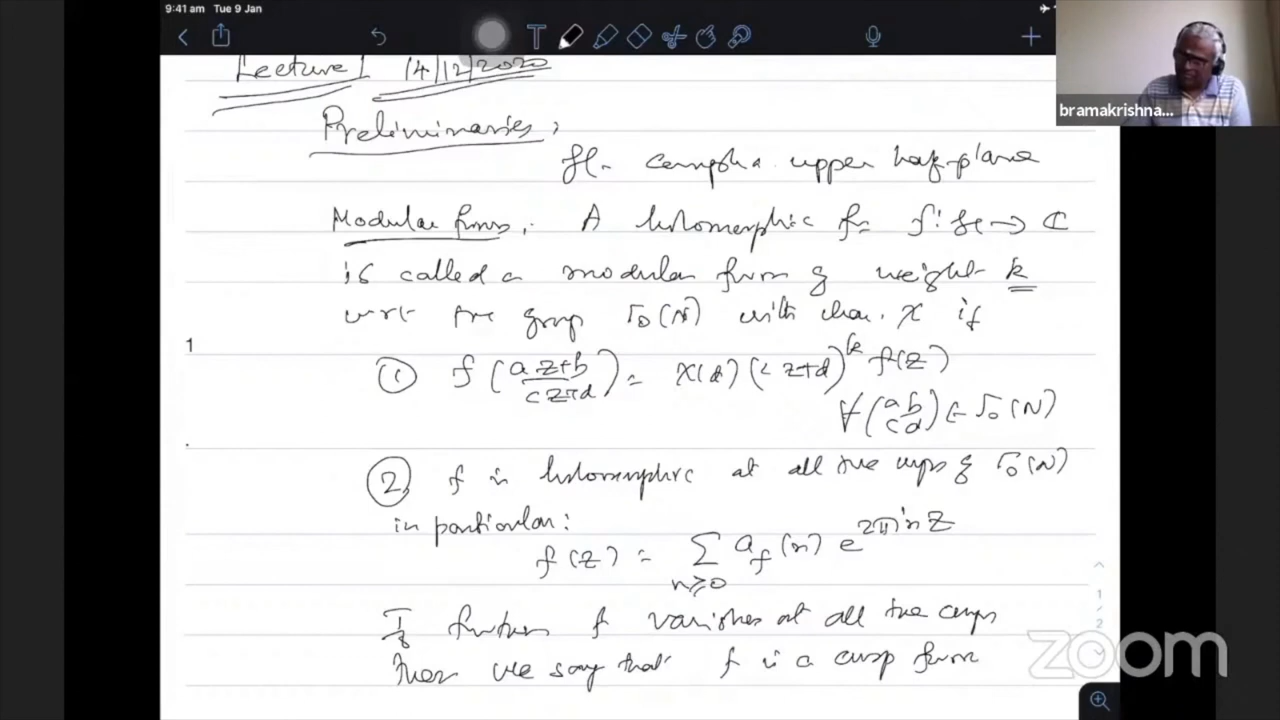 9:41 am Tue 9 Jan
bramakrishna...
Lecture 1 14/12/2020
Preliminaries:
ℋ - complex upper half-plane
Modular forms: A holomorphic fn f: ℋ → ℂ
is called a modular form of weight k
w.r.t. the group Γ₀(N) with char. χ if
1
① f((az+b)/(cz+d)) = χ(d)(cz+d)^k f(z)
∀ (a b c d) ∈ Γ₀(N)
② f is holomorphic at all the cusps of Γ₀(N)
in particular:
f(z) = Σ_{n≥0} a_f(n) e^{2πinz}
If further f vanishes at all the cusps
then we say that f is a cusp form
1
2
zoom